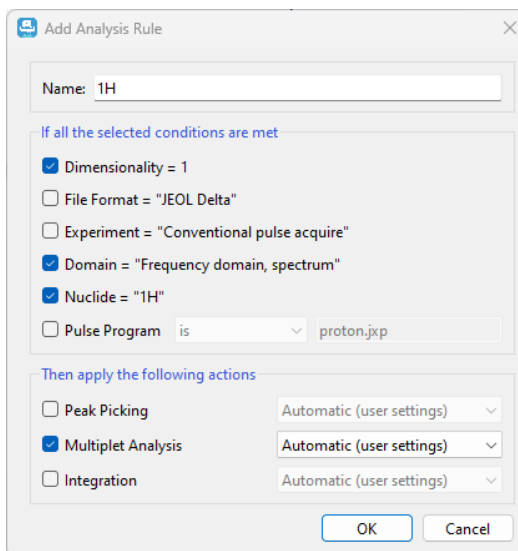 Add Analysis Rule
Name: 1H
If all the selected conditions are met
Dimensionality = 1
File Format = "JEOL Delta"
Experiment = "Conventional pulse acquire"
Domain = "Frequency domain, spectrum"
Nuclide = "1H"
Pulse Program is proton.jxp
Then apply the following actions
Peak Picking Automatic (user settings)
Multiplet Analysis Automatic (user settings)
Integration Automatic (user settings)
OK Cancel